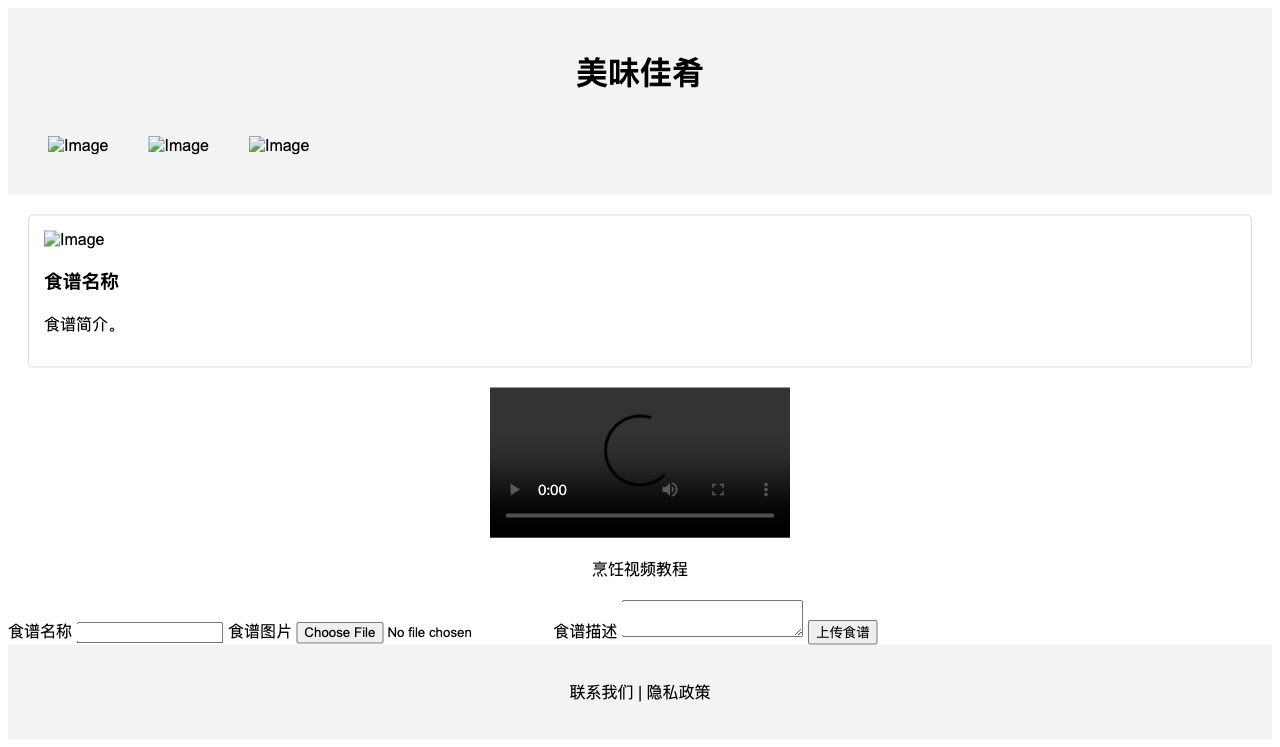 美味佳肴
Image Image Image
Image
食谱名称
食谱简介。
0:00
烹饪视频教程
食谱名称 食谱图片 Choose File No file chosen 食谱描述 上传食谱
联系我们 | 隐私政策